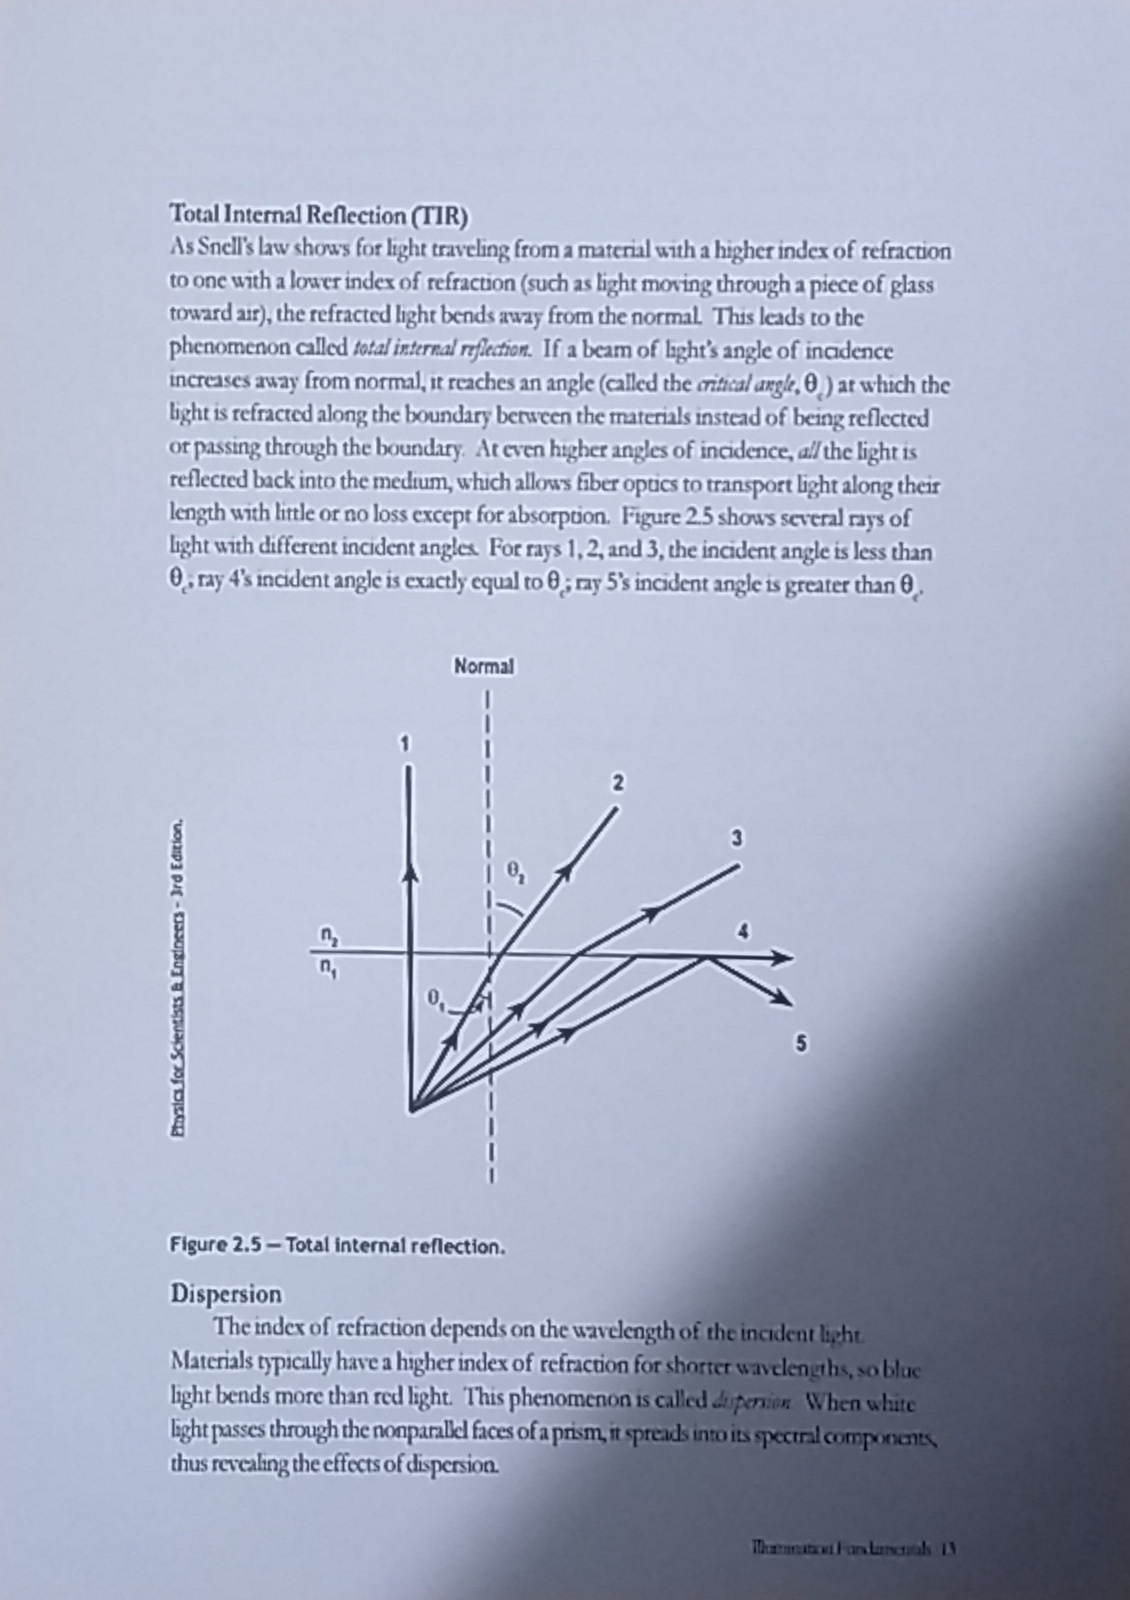 Total Internal Reflection (TIR)
As Snell's law shows for light traveling from a material with a higher index of refraction
to one with a lower index of refraction (such as light moving through a piece of glass
toward air), the refracted light bends away from the normal. This leads to the
phenomenon called total internal reflection. If a beam of light's angle of incidence
increases away from normal, it reaches an angle (called the critical angle, θc) at which the
light is refracted along the boundary between the materials instead of being reflected
or passing through the boundary. At even higher angles of incidence, all the light is
reflected back into the medium, which allows fiber optics to transport light along their
length with little or no loss except for absorption. Figure 2.5 shows several rays of
light with different incident angles. For rays 1, 2, and 3, the incident angle is less than
θc; ray 4's incident angle is exactly equal to θc; ray 5's incident angle is greater than θc.
Normal
1
2
3
θ2
4
n2
n1
θ1
5
Physics for Scientists & Engineers - 3rd Edition.
Figure 2.5 – Total internal reflection.
Dispersion
The index of refraction depends on the wavelength of the incident light.
Materials typically have a higher index of refraction for shorter wavelengths, so blue
light bends more than red light. This phenomenon is called dispersion. When white
light passes through the nonparallel faces of a prism, it spreads into its spectral components,
thus revealing the effects of dispersion.
Illumination Fundamentals 13